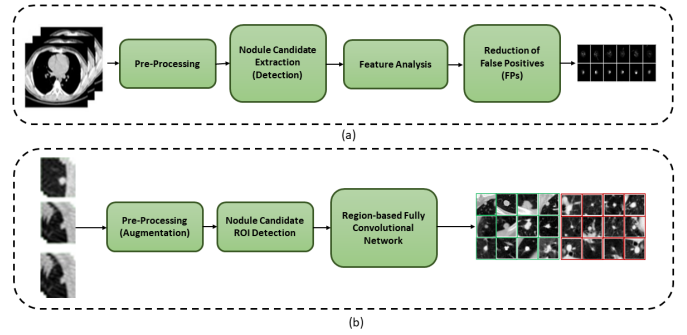 Pre-Processing
Nodule Candidate
Extraction
(Detection)
Feature Analysis
Reduction of
False Positives
(FPs)
(a)
Pre-Processing
(Augmentation)
Nodule Candidate
ROI Detection
Region-based Fully
Convolutional
Network
(b)